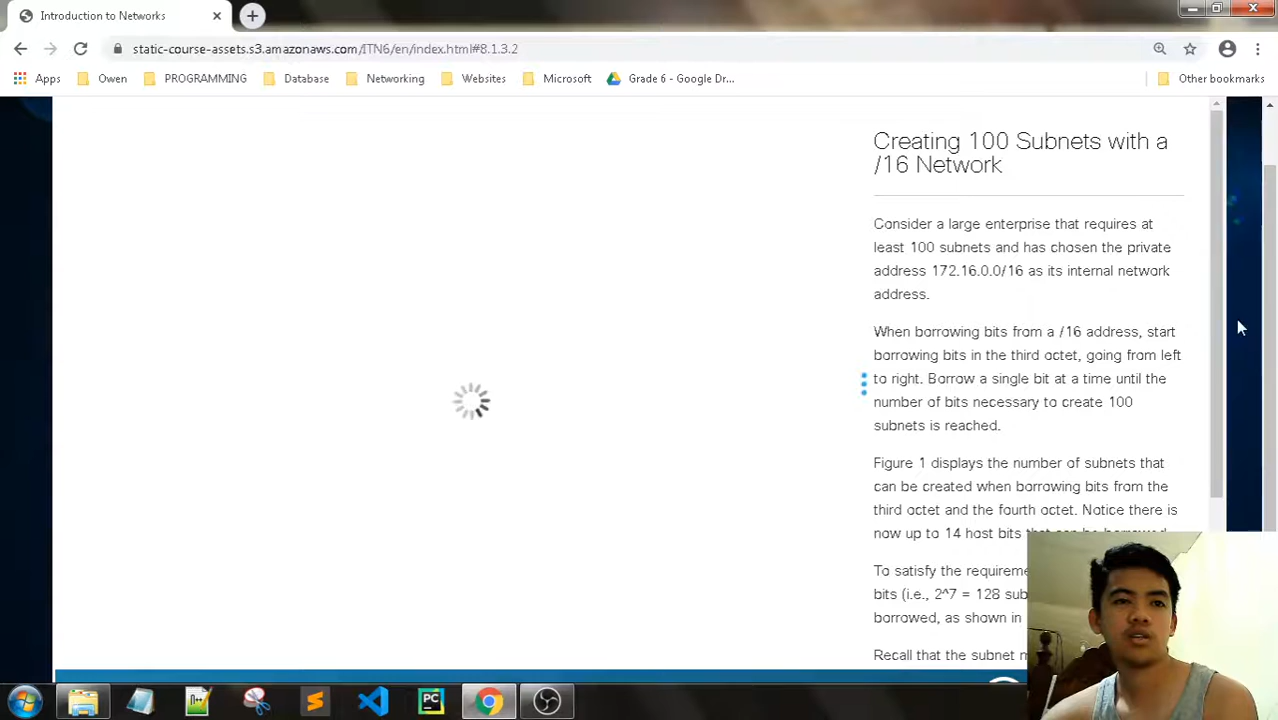 Introduction to Networks
static-course-assets.s3.amazonaws.com/ITN6/en/index.html#8.1.3.2
Apps Owen PROGRAMMING Database Networking Websites Microsoft Grade 6 - Google Dr... Other bookmarks
Creating 100 Subnets with a
/16 Network
Consider a large enterprise that requires at
least 100 subnets and has chosen the private
address 172.16.0.0/16 as its internal network
address.
When borrowing bits from a /16 address, start
borrowing bits in the third octet, going from left
to right. Borrow a single bit at a time until the
number of bits necessary to create 100
subnets is reached.
Figure 1 displays the number of subnets that
can be created when borrowing bits from the
third octet and the fourth octet. Notice there is
now up to 14 host bits that can be borrowed.
To satisfy the requireme
bits (i.e., 2^7 = 128 sub
borrowed, as shown in
Recall that the subnet m
PC